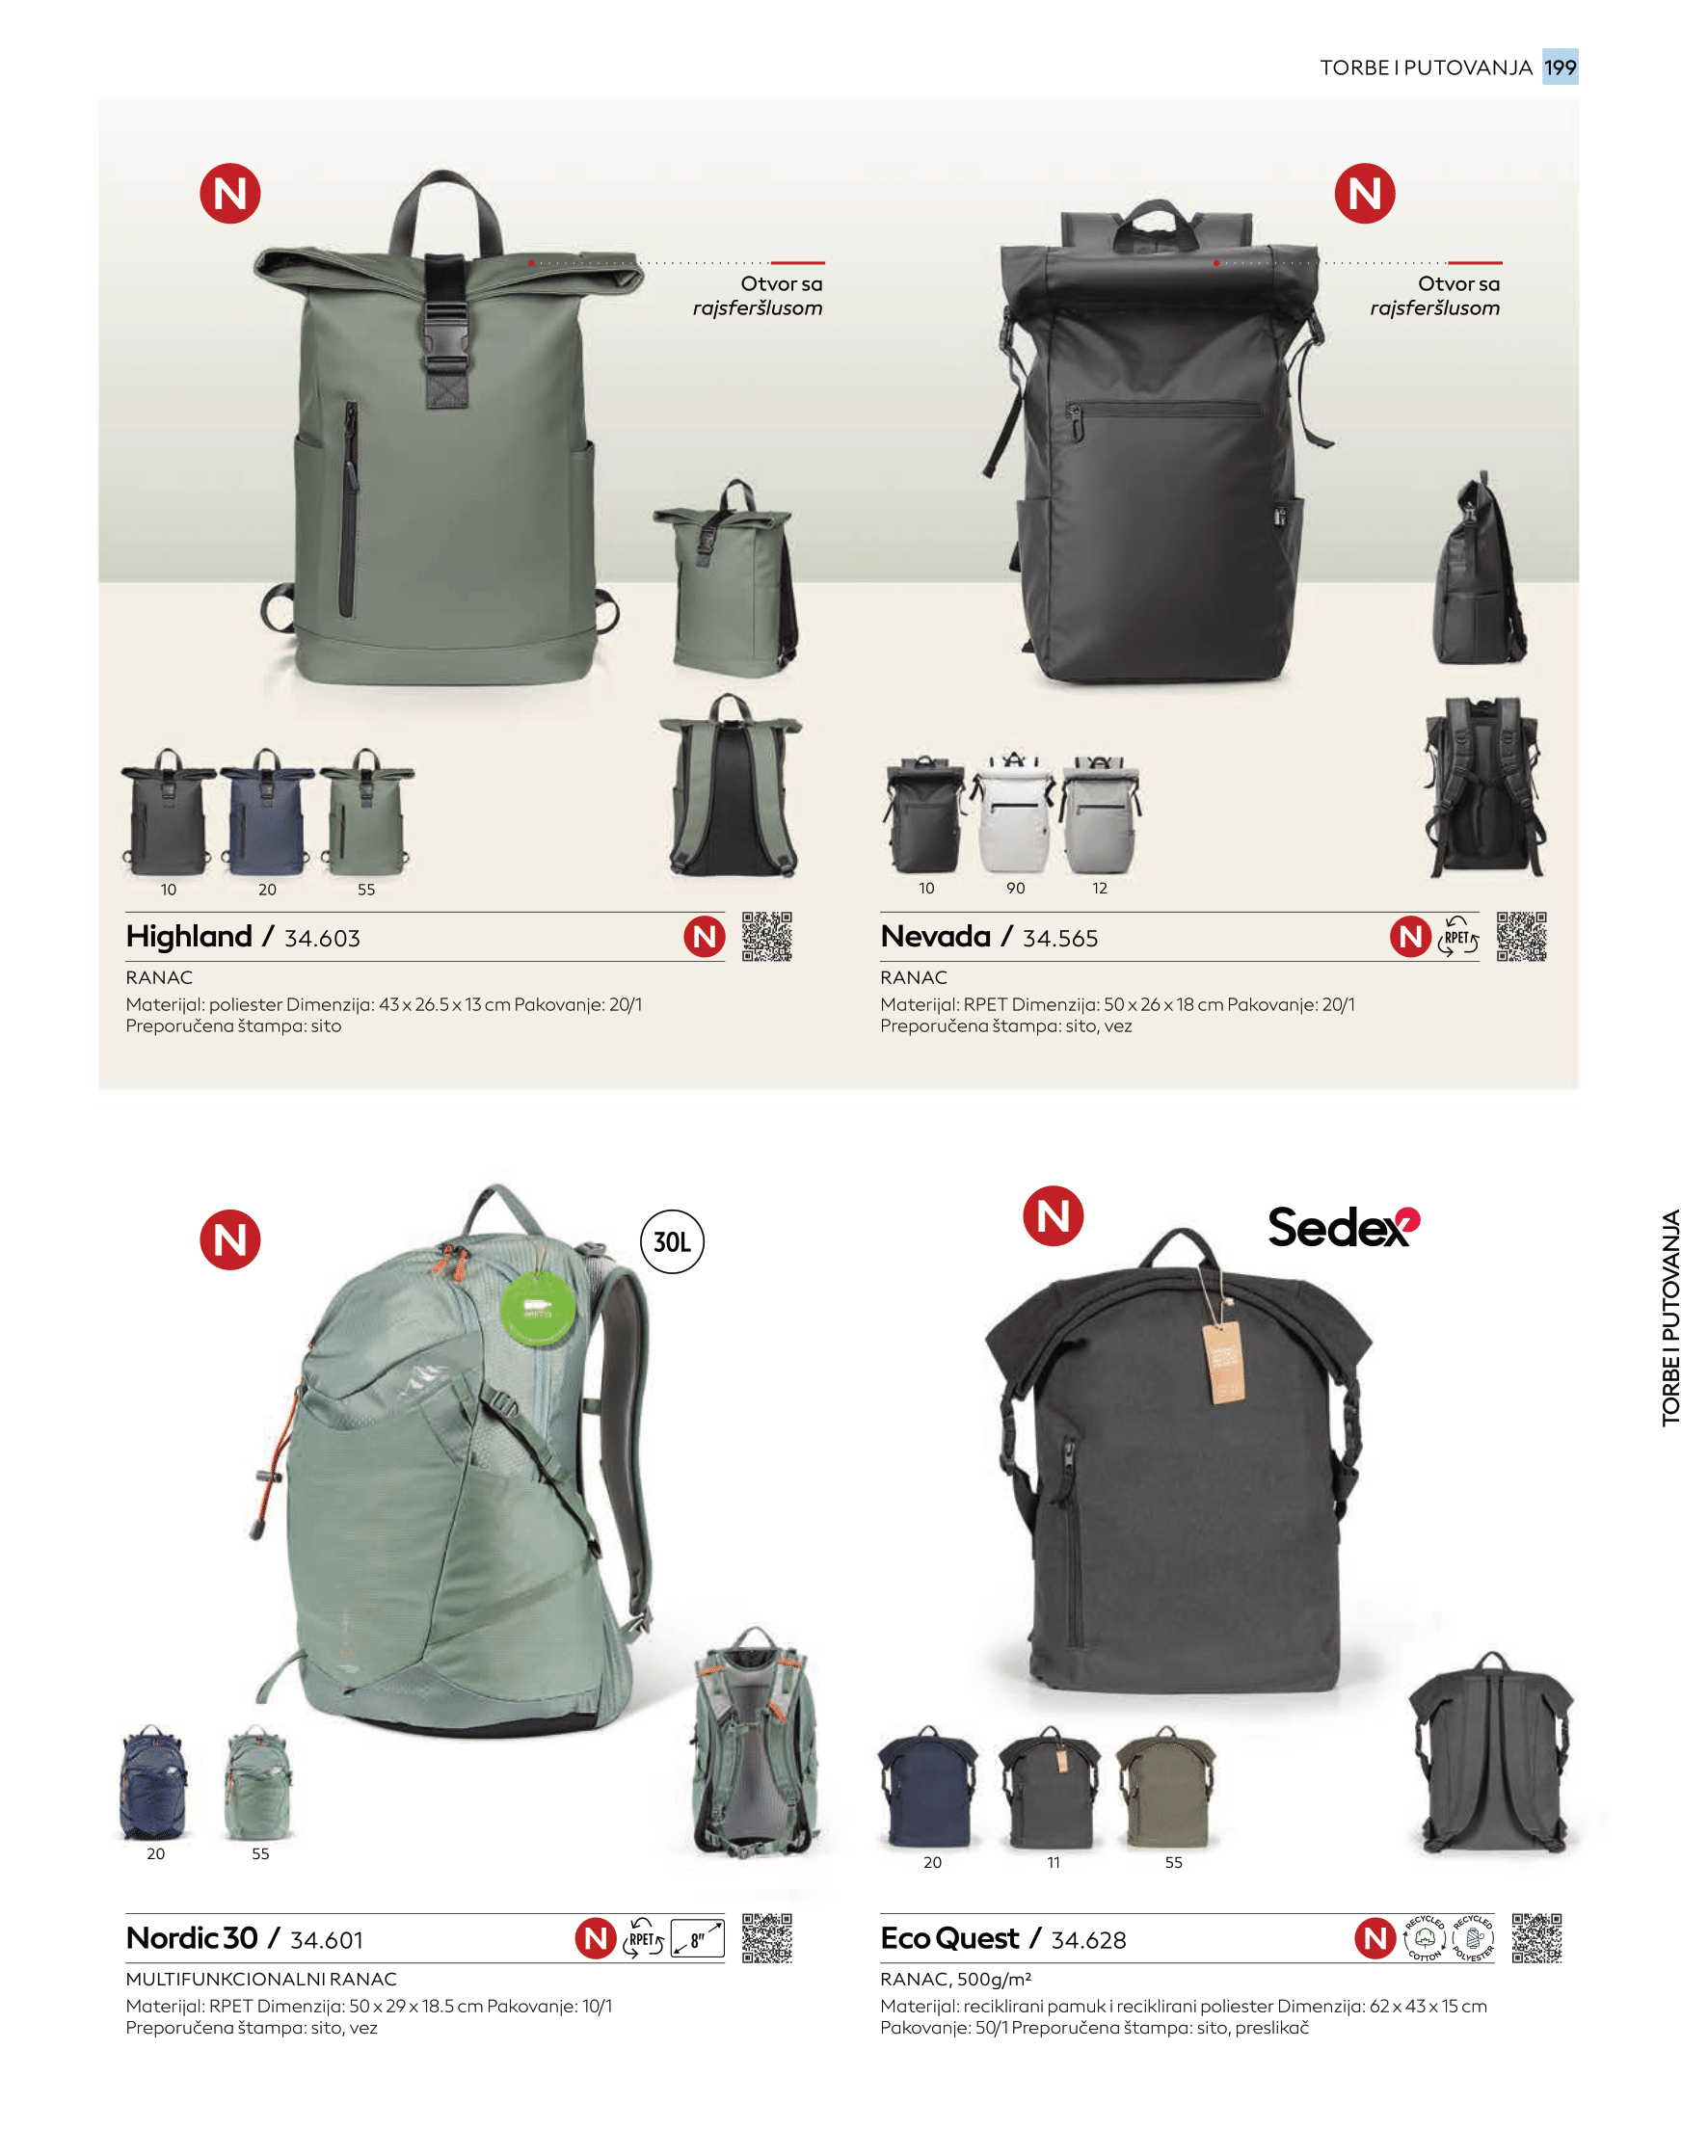 TORBE I PUTOVANJA 199
N
N
Otvor sa
rajsferšlusom
Otvor sa
rajsferšlusom
10 20 55
10 90 12
Highland / 34.603 N
RANAC
Materijal: poliester Dimenzija: 43 x 26.5 x 13 cm Pakovanje: 20/1
Preporučena štampa: sito
Nevada / 34.565 N RPET
RANAC
Materijal: RPET Dimenzija: 50 x 26 x 18 cm Pakovanje: 20/1
Preporučena štampa: sito, vez
N
30L
N
Sedex
TORBE I PUTOVANJA
20 55
20 11 55
Nordic 30 / 34.601 N RPET 8"
MULTIFUNKCIONALNI RANAC
Materijal: RPET Dimenzija: 50 x 29 x 18.5 cm Pakovanje: 10/1
Preporučena štampa: sito, vez
Eco Quest / 34.628 N RECYCLED COTTON RECYCLED POLYESTER
RANAC, 500g/m²
Materijal: reciklirani pamuk i reciklirani poliester Dimenzija: 62 x 43 x 15 cm
Pakovanje: 50/1 Preporučena štampa: sito, preslikač